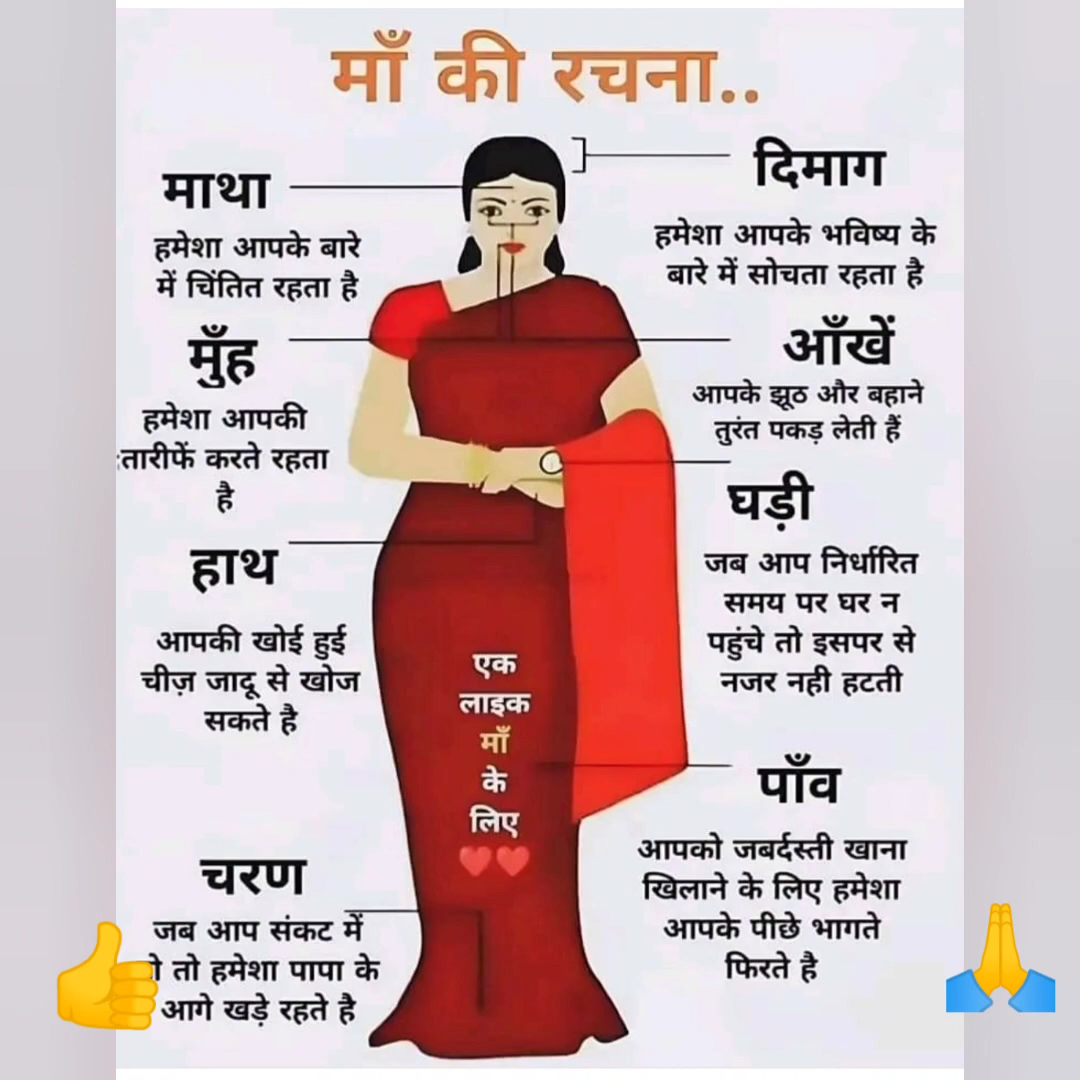 माँ की रचना..
माथा
हमेशा आपके बारे
में चिंतित रहता है
दिमाग
हमेशा आपके भविष्य के
बारे में सोचता रहता है
मुँह
हमेशा आपकी
तारीफें करते रहता
है
आँखें
आपके झूठ और बहाने
तुरंत पकड़ लेती हैं
हाथ
आपकी खोई हुई
चीज़ जादू से खोज
सकते है
घड़ी
जब आप निर्धारित
समय पर घर न
पहुंचे तो इसपर से
नजर नही हटती
एक
लाइक
माँ
के
लिए
चरण
जब आप संकट में
तो हमेशा पापा के
आगे खड़े रहते है
पाँव
आपको जबर्दस्ती खाना
खिलाने के लिए हमेशा
आपके पीछे भागते
फिरते है